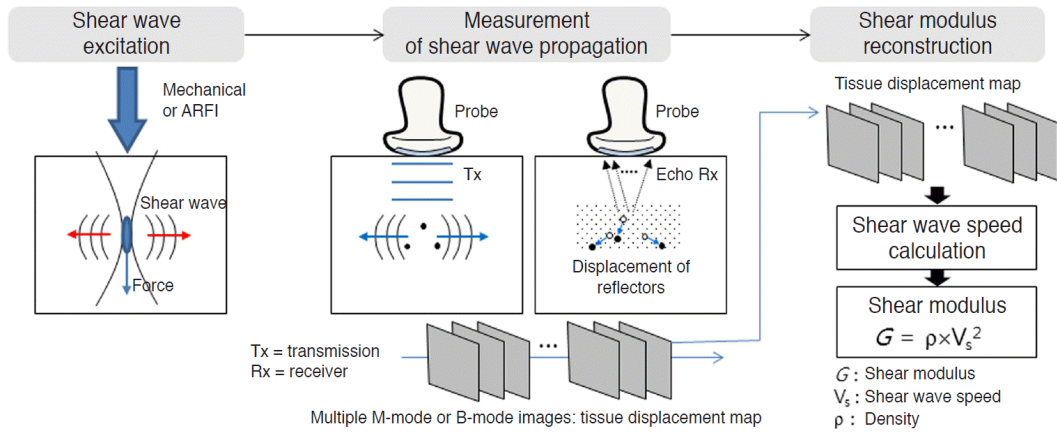 Shear wave
excitation
Measurement
of shear wave propagation
Shear modulus
reconstruction
Mechanical
or ARFI
Shear wave
Force
Probe
Tx
Probe
Echo Rx
....
Displacement of
reflectors
Tx = transmission
Rx = receiver
...
Multiple M-mode or B-mode images: tissue displacement map
Tissue displacement map
...
Shear wave speed
calculation
Shear modulus
G = ρ×Vₛ²
G : Shear modulus
Vₛ : Shear wave speed
ρ : Density